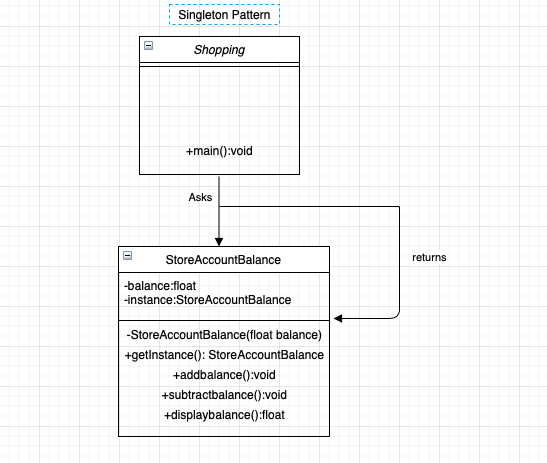 Singleton Pattern
Shopping
+main():void
Asks
StoreAccountBalance
returns
-balance:float
-instance:StoreAccountBalance
-StoreAccountBalance(float balance)
+getInstance(): StoreAccountBalance
+addbalance():void
+subtractbalance():void
+displaybalance():float